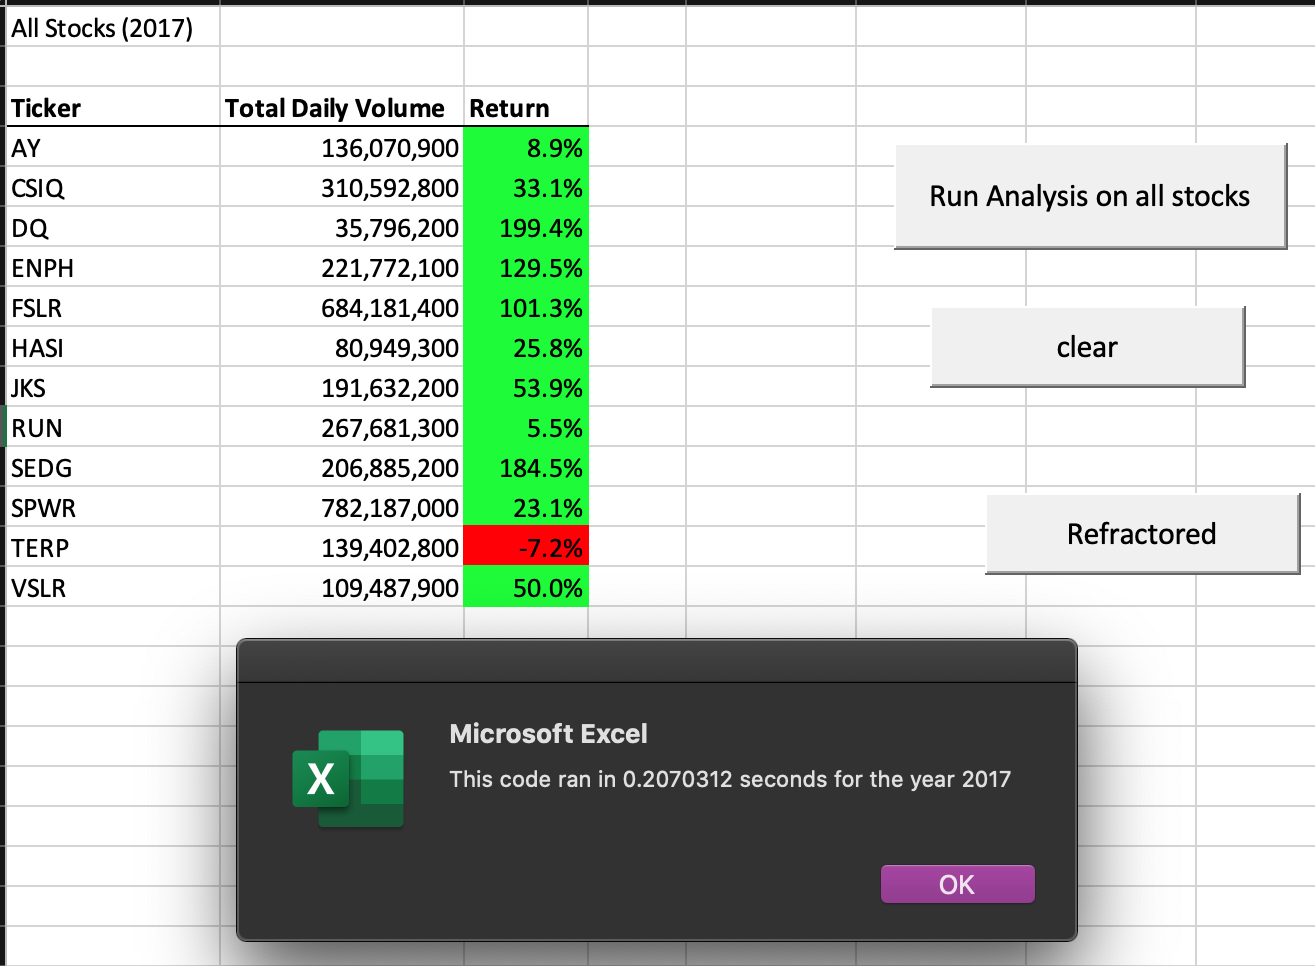 All Stocks (2017)
Ticker Total Daily Volume Return
AY 136,070,900 8.9%
CSIQ 310,592,800 33.1%
DQ 35,796,200 199.4%
ENPH 221,772,100 129.5%
FSLR 684,181,400 101.3%
HASI 80,949,300 25.8%
JKS 191,632,200 53.9%
RUN 267,681,300 5.5%
SEDG 206,885,200 184.5%
SPWR 782,187,000 23.1%
TERP 139,402,800 -7.2%
VSLR 109,487,900 50.0%
Run Analysis on all stocks
clear
Refractored
X
Microsoft Excel
This code ran in 0.2070312 seconds for the year 2017
OK